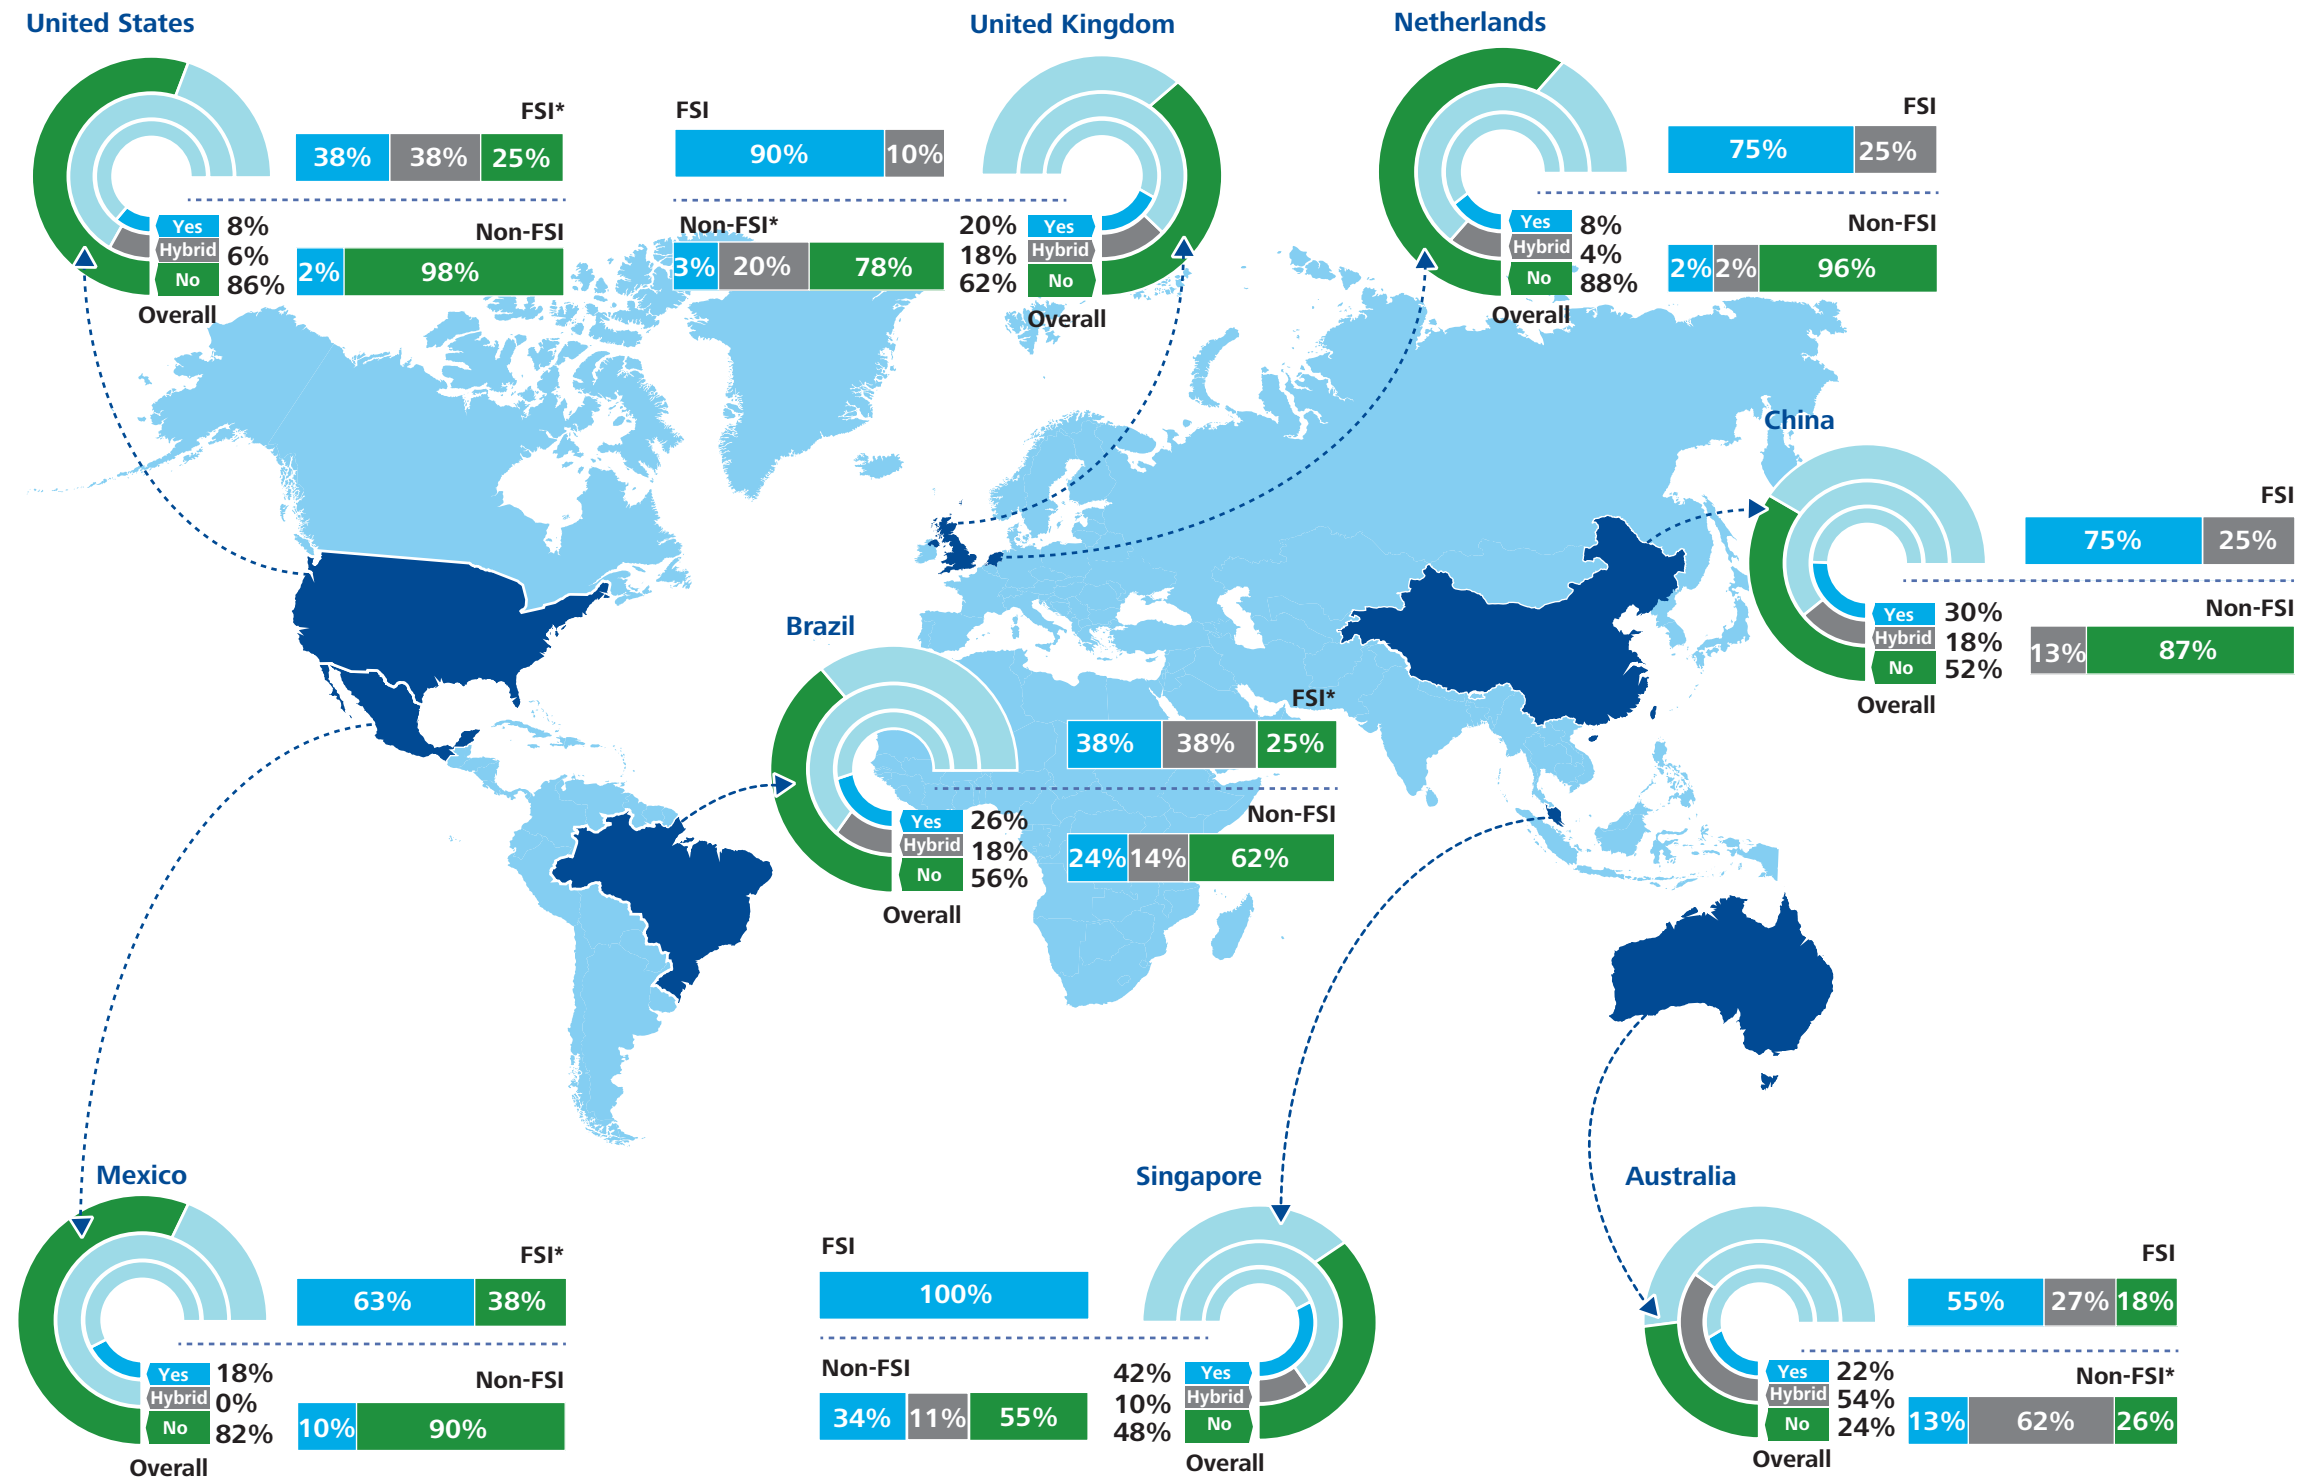 United States
FSI*
38% 38% 25%
Non-FSI
2% 98%
Yes 8%
Hybrid 6%
No 86%
Overall
United Kingdom
FSI
90% 10%
Non-FSI*
3% 20% 78%
20% Yes
18% Hybrid
62% No
Overall
Netherlands
FSI
75% 25%
Non-FSI
2% 2% 96%
Yes 8%
Hybrid 4%
No 88%
Overall
China
FSI
75% 25%
Non-FSI
13% 87%
Yes 30%
Hybrid 18%
No 52%
Overall
Brazil
FSI*
38% 38% 25%
Non-FSI
24% 14% 62%
Yes 26%
Hybrid 18%
No 56%
Overall
Mexico
FSI*
63% 38%
Non-FSI
10% 90%
Yes 18%
Hybrid 0%
No 82%
Overall
Singapore
FSI
100%
Non-FSI
34% 11% 55%
42% Yes
10% Hybrid
48% No
Overall
Australia
FSI
55% 27% 18%
Non-FSI*
13% 62% 26%
Yes 22%
Hybrid 54%
No 24%
Overall